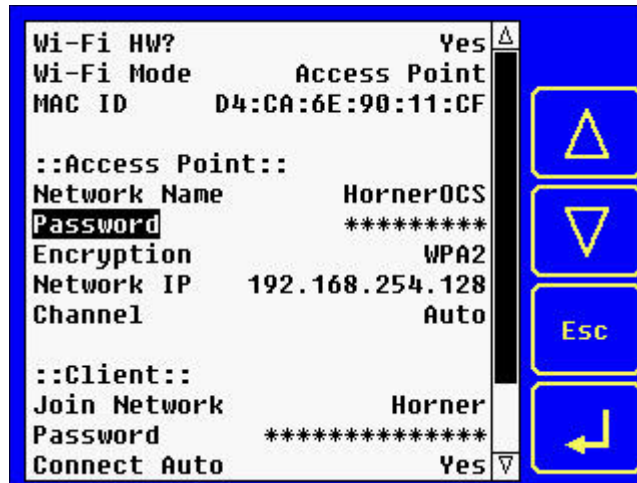 Wi-Fi HW? Yes
Wi-Fi Mode Access Point
MAC ID D4:CA:6E:90:11:CF
::Access Point::
Network Name HornerOCS
Password *********
Encryption WPA2
Network IP 192.168.254.128
Channel Auto
::Client::
Join Network Horner
Password **************
Connect Auto Yes
Esc